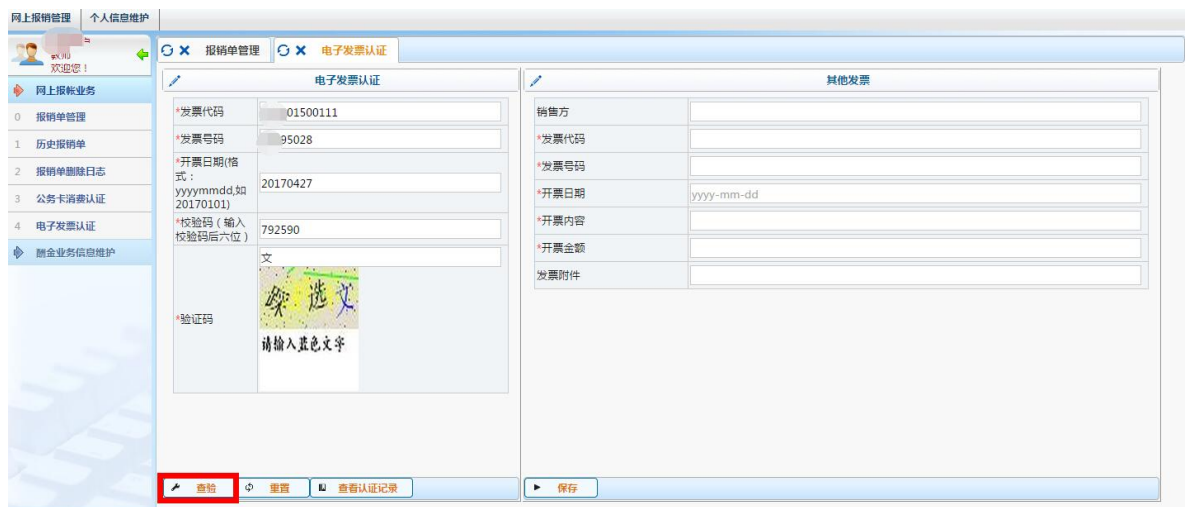 网上报销管理 个人信息维护
欢迎您！
网上报帐业务
0 报销单管理
1 历史报销单
2 报销单删除日志
3 公务卡消费认证
4 电子发票认证
酬金业务信息维护
报销单管理 电子发票认证
电子发票认证
*发票代码 01500111
*发票号码 95028
*开票日期(格
式：
yyyymmdd,如
20170101) 20170427
*校验码（输入
校验码后六位） 792590
文
*验证码
选文
请输入蓝色文字
查验 重置 查看认证记录
其他发票
销售方
*发票代码
*发票号码
*开票日期 yyyy-mm-dd
*开票内容
*开票金额
发票附件
保存